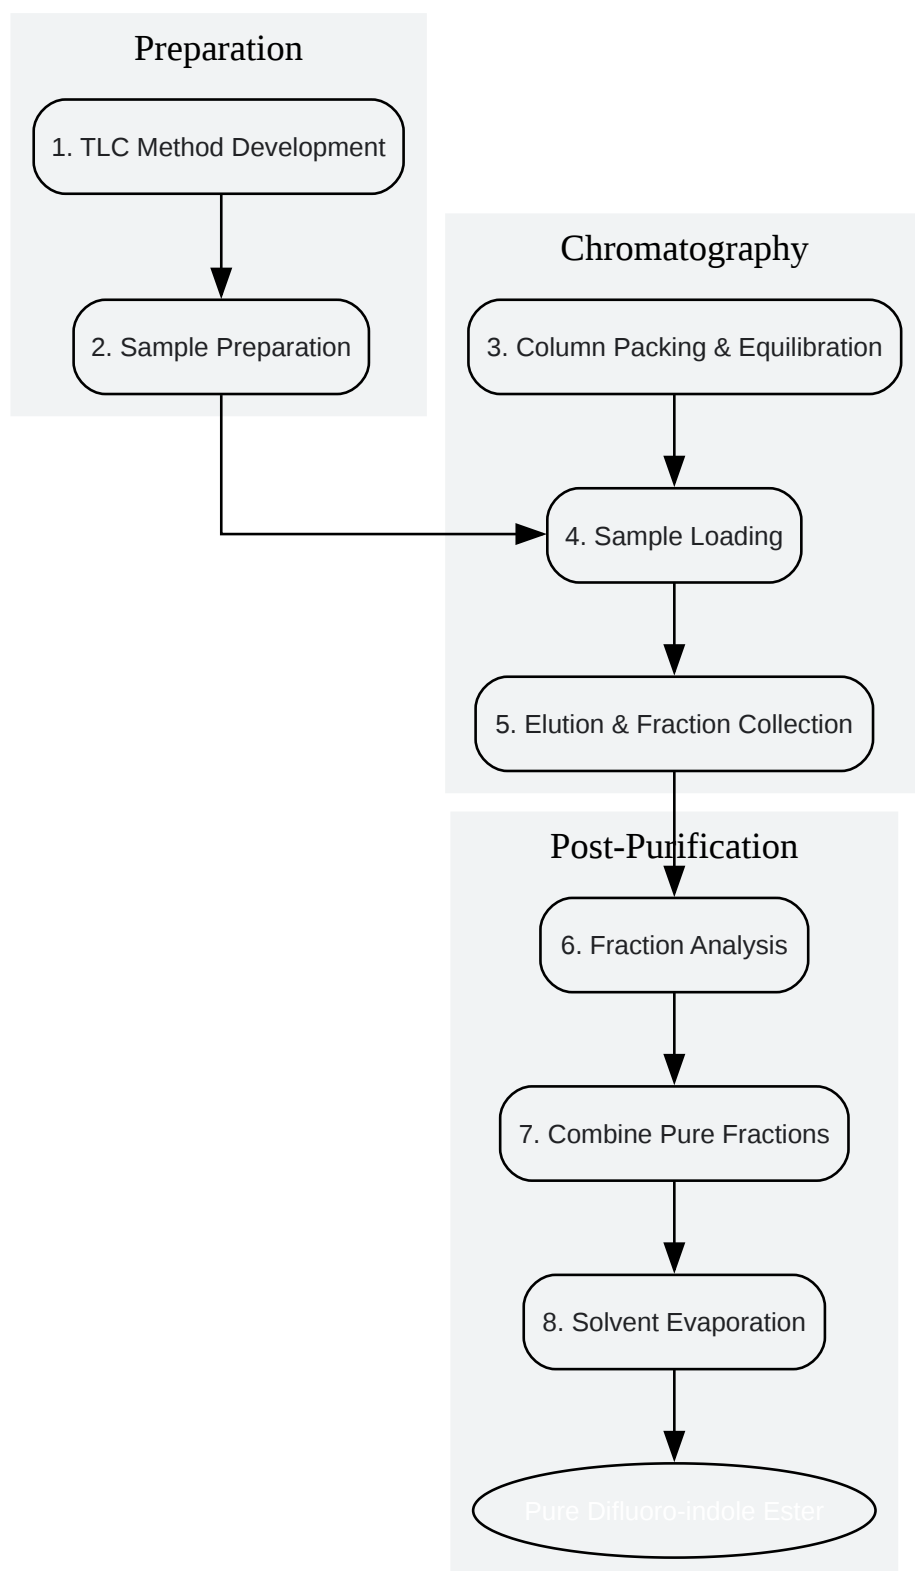 Preparation
1. TLC Method Development
2. Sample Preparation
Chromatography
3. Column Packing & Equilibration
4. Sample Loading
5. Elution & Fraction Collection
Post-Purification
6. Fraction Analysis
7. Combine Pure Fractions
8. Solvent Evaporation
Pure Difluoro-indole Ester